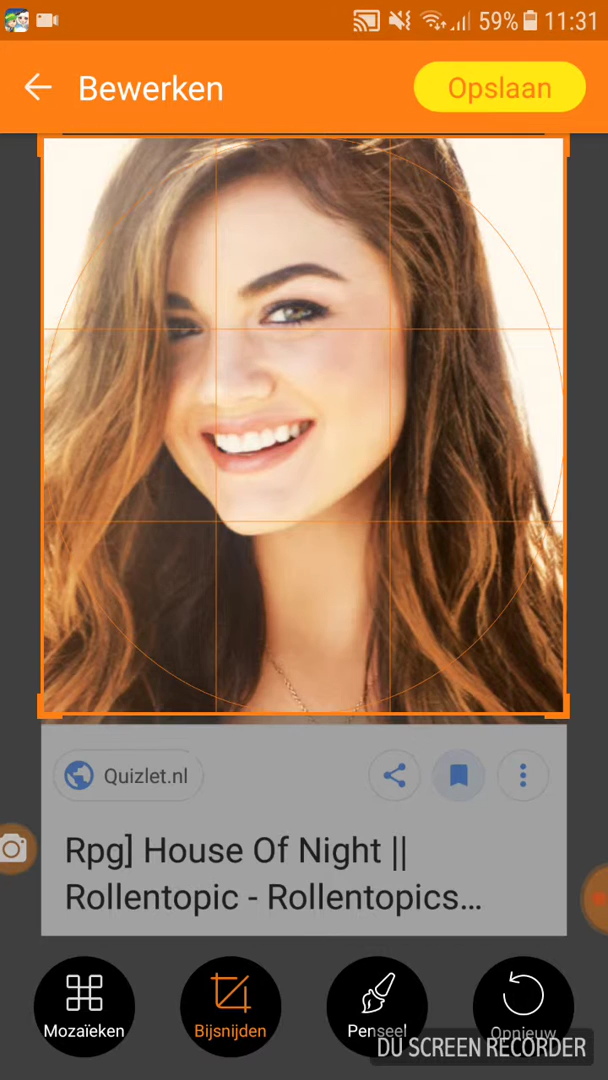 59% 11:31
Bewerken
Opslaan
Quizlet.nl
Rpg] House Of Night ||
Rollentopic - Rollentopics...
Mozaïeken
Bijsnijden
Penseel
Opnieuw
DU SCREEN RECORDER